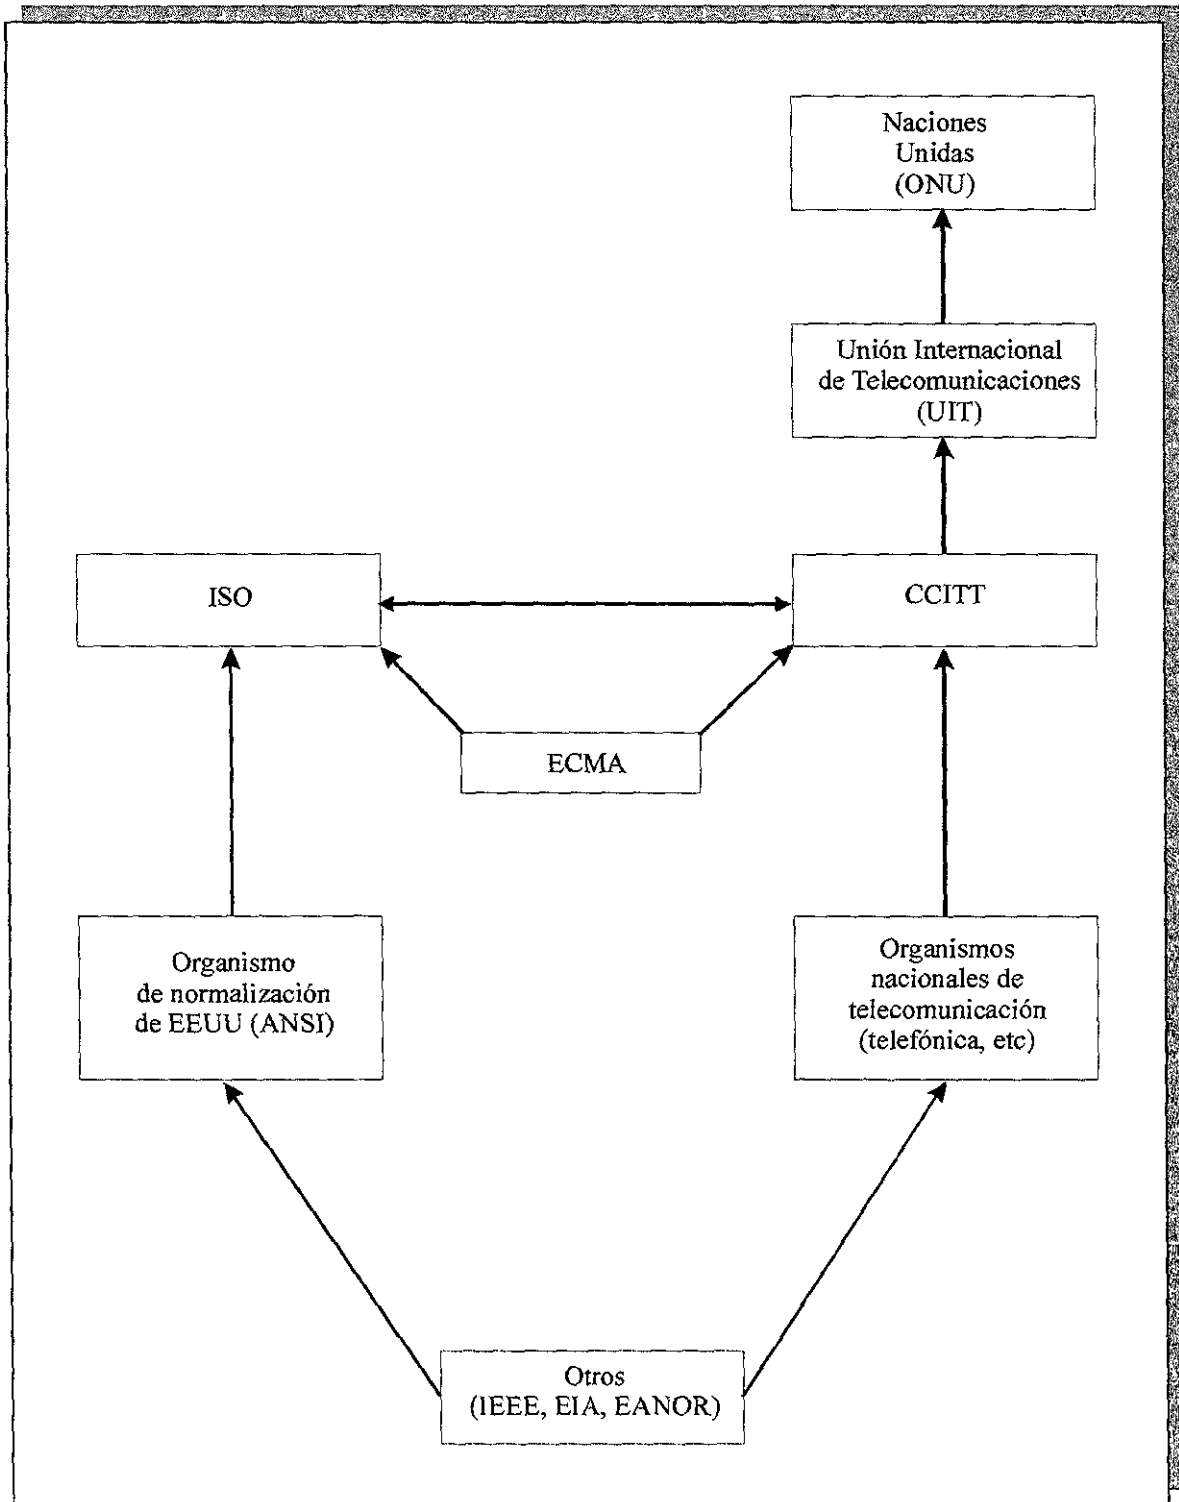 Naciones
Unidas
(ONU)
Unión Internacional
de Telecomunicaciones
(UIT)
ISO
CCITT
ECMA
Organismo
de normalización
de EEUU (ANSI)
Organismos
nacionales de
telecomunicación
(telefónica, etc)
Otros
(IEEE, EIA, EANOR)